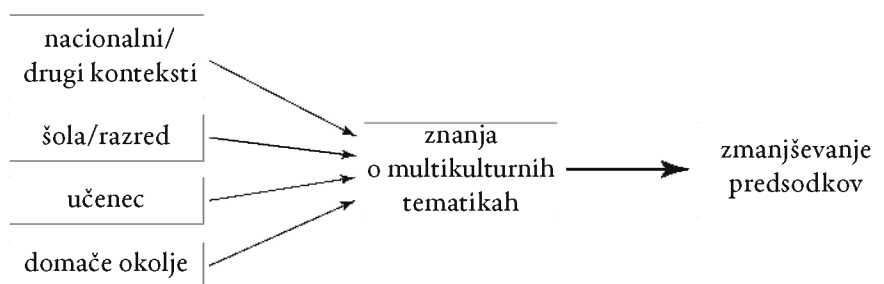 nacionalni/
drugi konteksti
šola/razred
učenec
domače okolje
znanja
o multikulturnih
tematikah
zmanjševanje
predsodkov